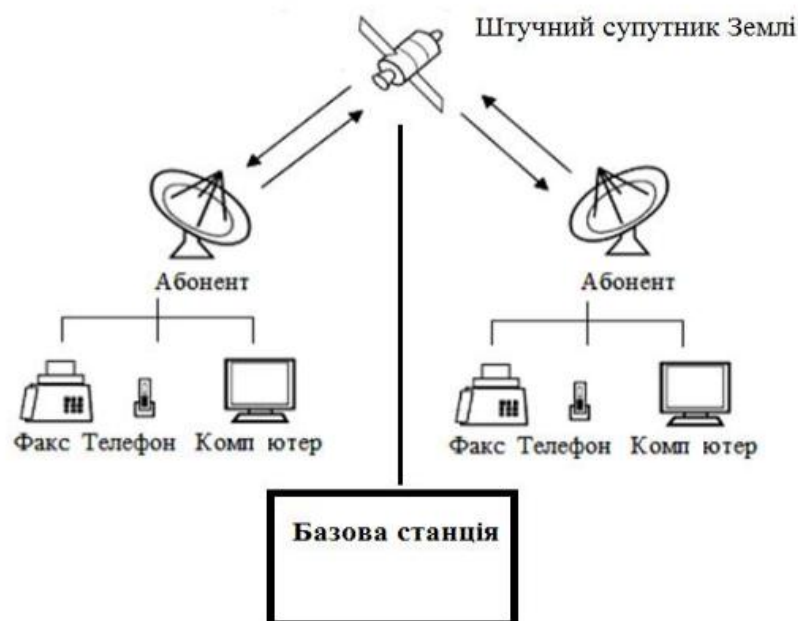 Штучний супутник Землі
Абонент
Абонент
Факс Телефон Комп ютер
Факс Телефон Комп ютер
Базова станція